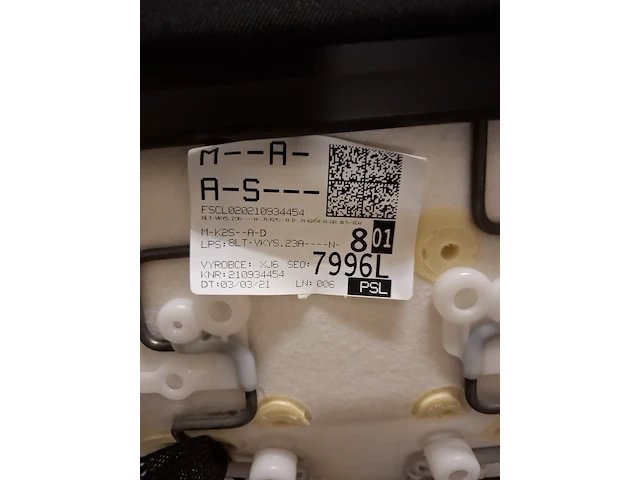 M---A-
A-S---
FSCL020210934454
M-K2S--A-D
LPS:8LT-VKYS.23A----N-
8 01
VYROBCE: XJ6 SED: 7996L
KNR:210934454
DT:03/03/21 LN: 006 PSL